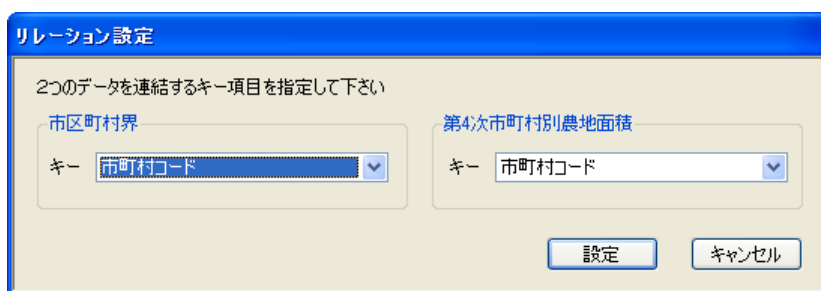 リレーション設定
2つのデータを連結するキー項目を指定して下さい
市区町村界
キー 市町村コード
第4次市町村別農地面積
キー 市町村コード
設定
キャンセル